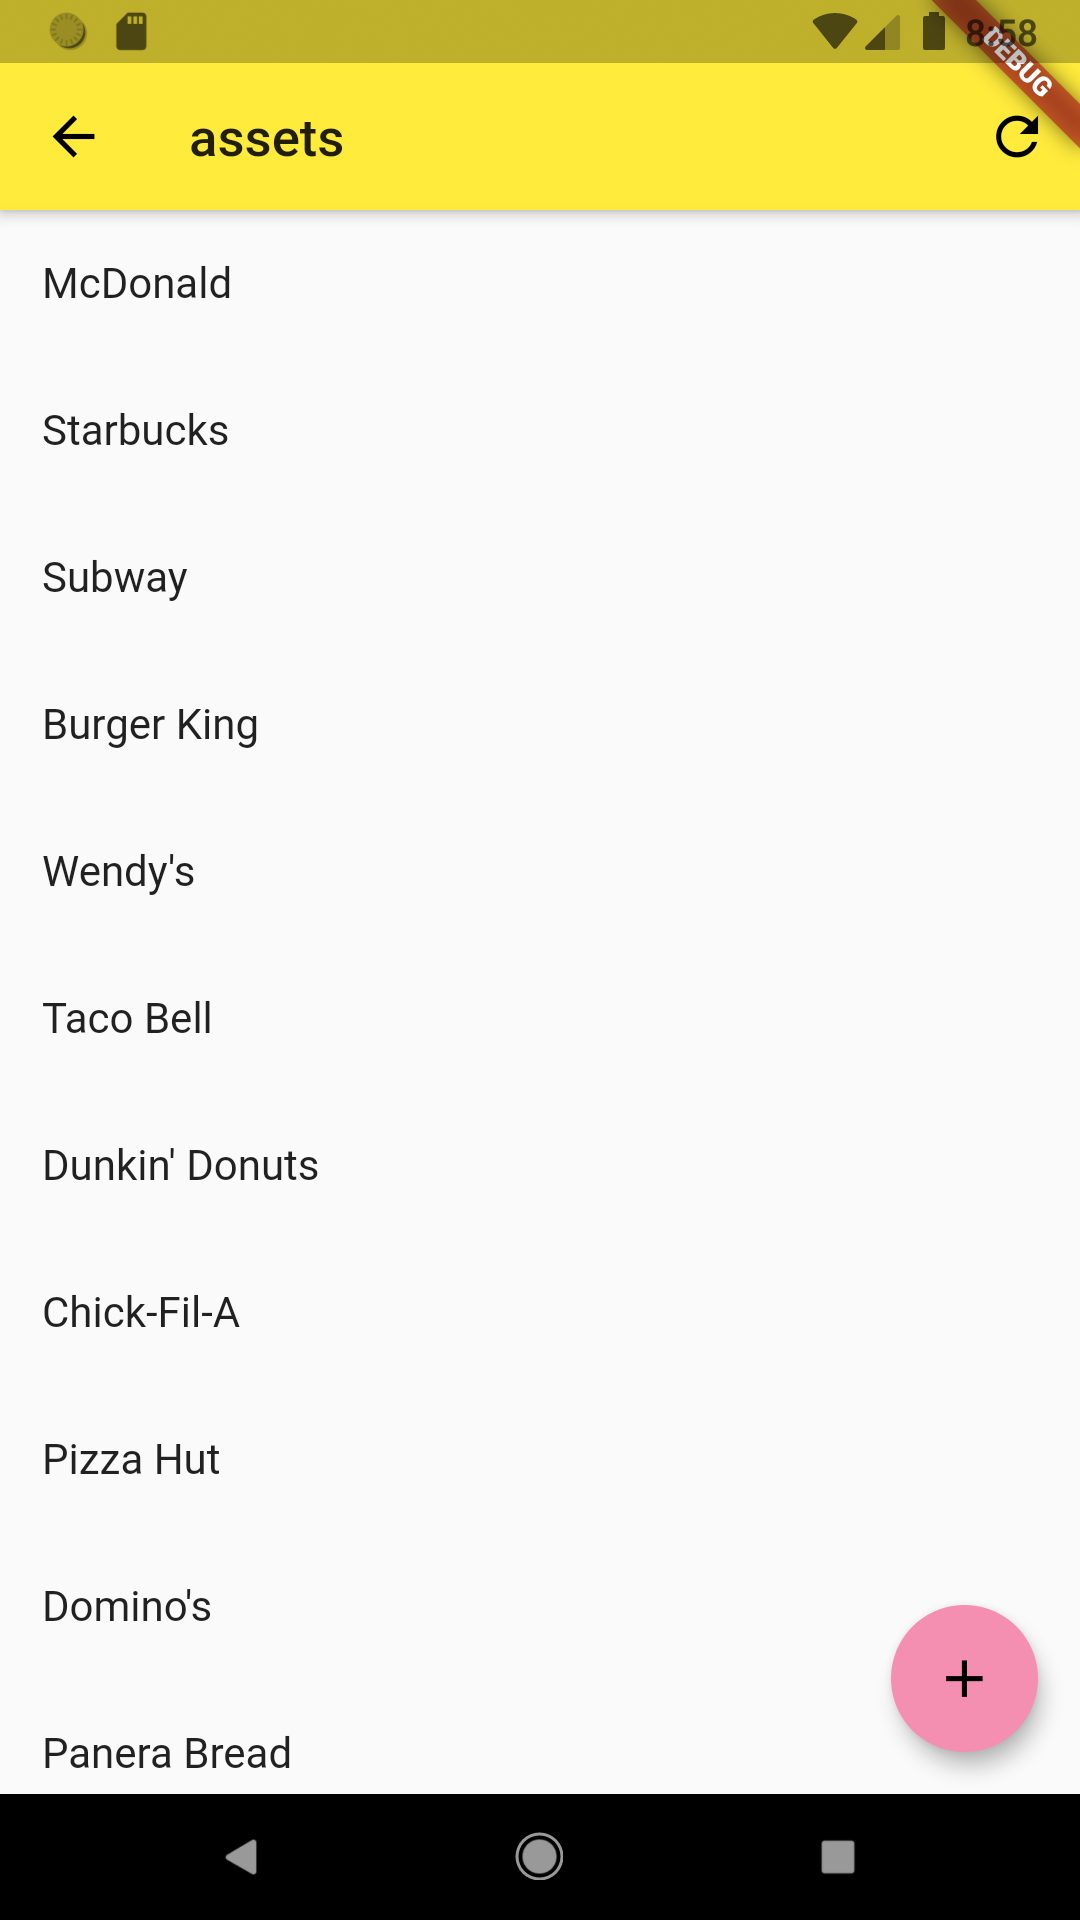 8:58
DEBUG
assets
McDonald
Starbucks
Subway
Burger King
Wendy's
Taco Bell
Dunkin' Donuts
Chick-Fil-A
Pizza Hut
Domino's
Panera Bread